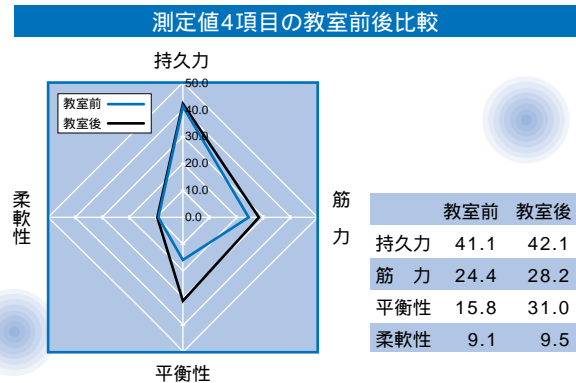 測定値4項目の教室前後比較
持久力
50.0
40.0
30.0
20.0
10.0
0.0
教室前
教室後
柔軟性
筋力
平衡性
教室前 教室後
持久力 41.1 42.1
筋 力 24.4 28.2
平衡性 15.8 31.0
柔軟性 9.1 9.5